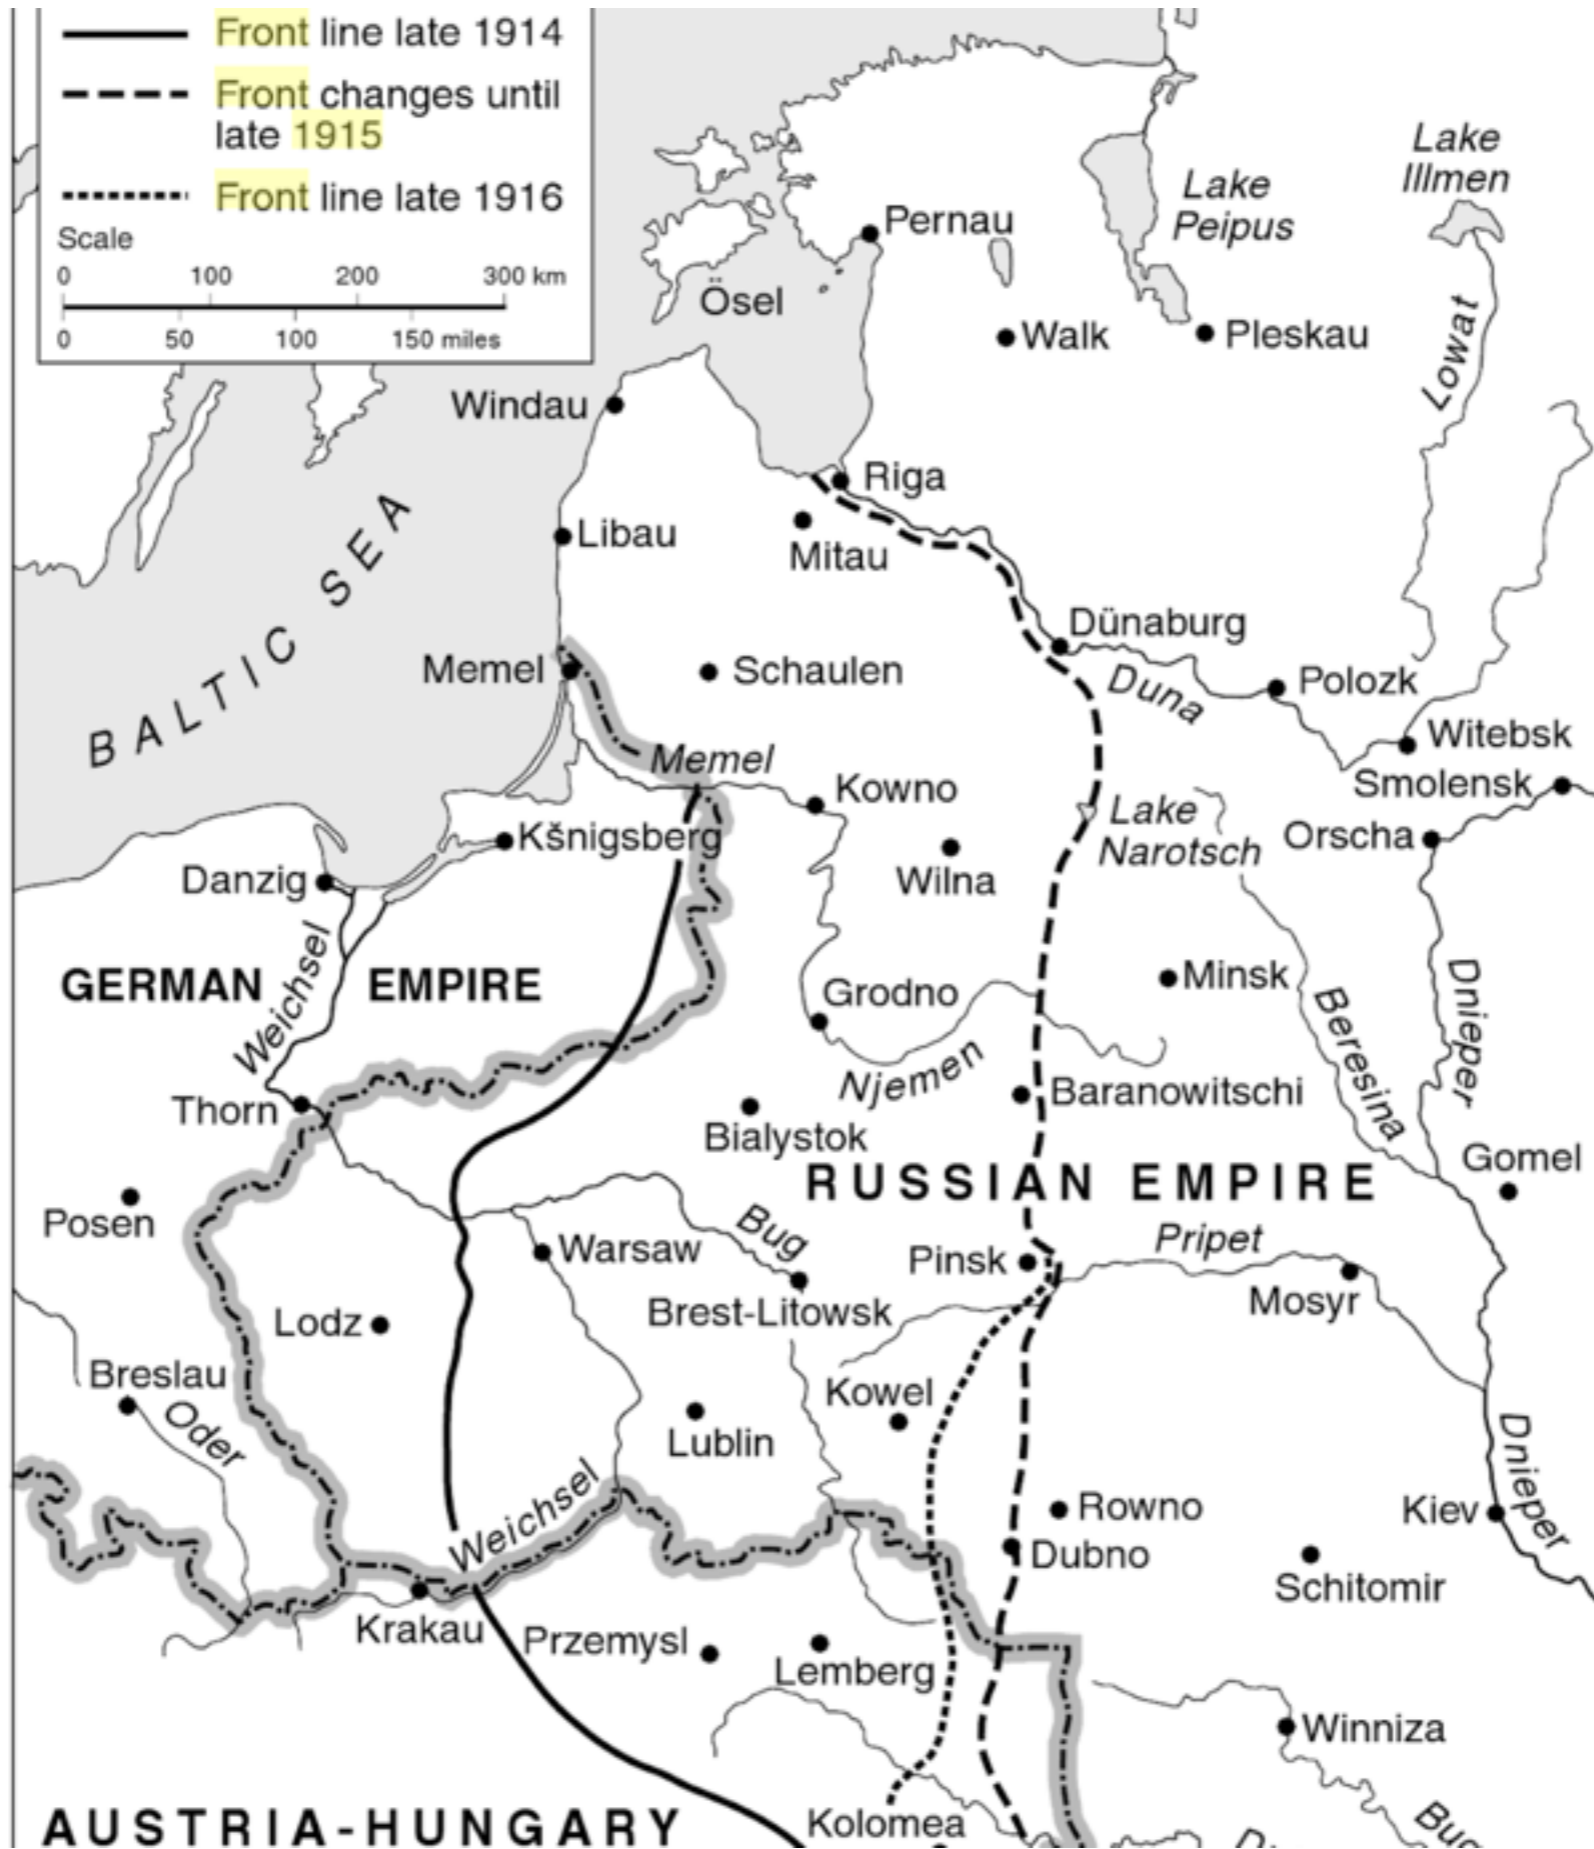 Front line late 1914
Front changes until
late 1915
Front line late 1916
Scale
0 100 200 300 km
0 50 100 150 miles
Lake
Illmen
Lake
Peipus
Pernau
Ösel
Walk
Pleskau
Lowat
Windau
Riga
Libau
Mitau
BALTIC SEA
Dünaburg
Memel
Schaulen
Duna
Polozk
Witebsk
Memel
Smolensk
Kowno
Lake
Narotsch
Orscha
Kšnigsberg
Danzig
Wilna
Weichsel
GERMAN EMPIRE
Minsk
Grodno
Beresina
Dnieper
Njemen
Thorn
Baranowitschi
Bialystok
Gomel
RUSSIAN EMPIRE
Posen
Bug
Pripet
Warsaw
Pinsk
Mosyr
Brest-Litowsk
Lodz
Breslau
Oder
Kowel
Lublin
Dnieper
Weichsel
Rowno
Kiev
Dubno
Schitomir
Krakau
Przemysl
Lemberg
Winniza
AUSTRIA-HUNGARY
Kolomea
Bug